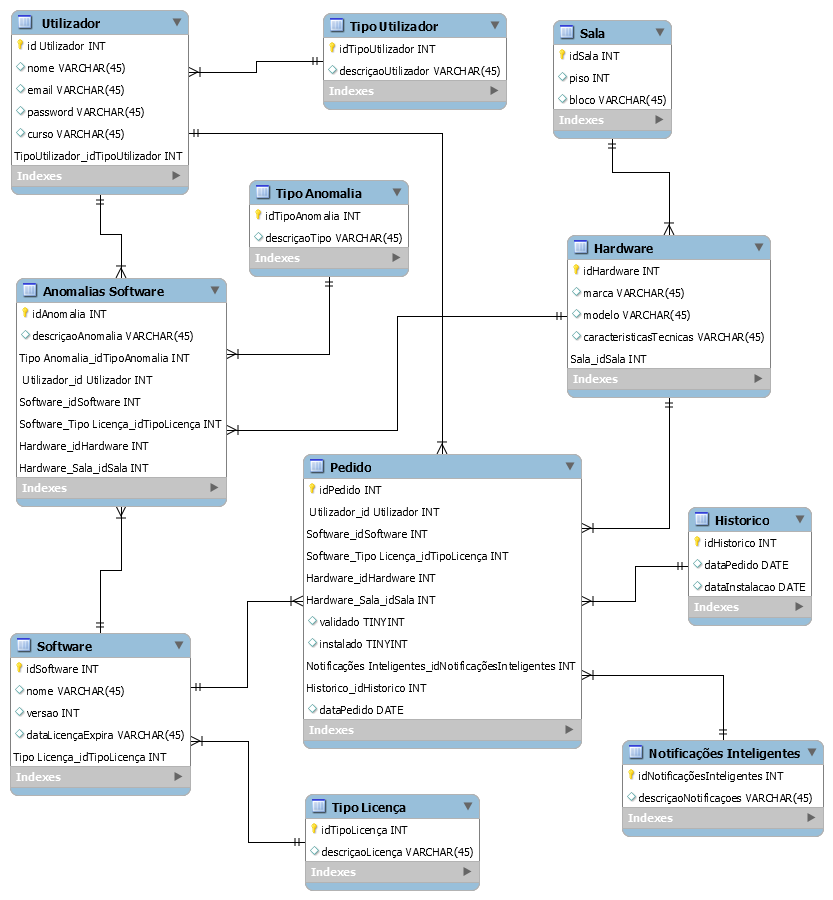 Utilizador
id Utilizador INT
nome VARCHAR(45)
email VARCHAR(45)
password VARCHAR(45)
curso VARCHAR(45)
TipoUtilizador_idTipoUtilizador INT
Indexes
Tipo Utilizador
idTipoUtilizador INT
descriçaoUtilizador VARCHAR(45)
Indexes
Sala
idSala INT
piso INT
bloco VARCHAR(45)
Indexes
Tipo Anomalia
idTipoAnomalia INT
descriçaoTipo VARCHAR(45)
Indexes
Hardware
idHardware INT
marca VARCHAR(45)
modelo VARCHAR(45)
caracteristicasTecnicas VARCHAR(45)
Sala_idSala INT
Indexes
Anomalias Software
idAnomalia INT
descriçaoAnomalia VARCHAR(45)
Tipo Anomalia_idTipoAnomalia INT
Utilizador_id Utilizador INT
Software_idSoftware INT
Software_Tipo Licença_idTipoLicença INT
Hardware_idHardware INT
Hardware_Sala_idSala INT
Indexes
Pedido
idPedido INT
Utilizador_id Utilizador INT
Software_idSoftware INT
Software_Tipo Licença_idTipoLicença INT
Hardware_idHardware INT
Hardware_Sala_idSala INT
validado TINYINT
instalado TINYINT
Notificações Inteligentes_idNotificaçõesInteligentes INT
Historico_idHistorico INT
dataPedido DATE
Indexes
Historico
idHistorico INT
dataPedido DATE
dataInstalacao DATE
Indexes
Software
idSoftware INT
nome VARCHAR(45)
versao INT
dataLicençaExpira VARCHAR(45)
Tipo Licença_idTipoLicença INT
Indexes
Notificações Inteligentes
idNotificaçõesInteligentes INT
descriçaoNotificaçoes VARCHAR(45)
Indexes
Tipo Licença
idTipoLicença INT
descriçaoLicença VARCHAR(45)
Indexes